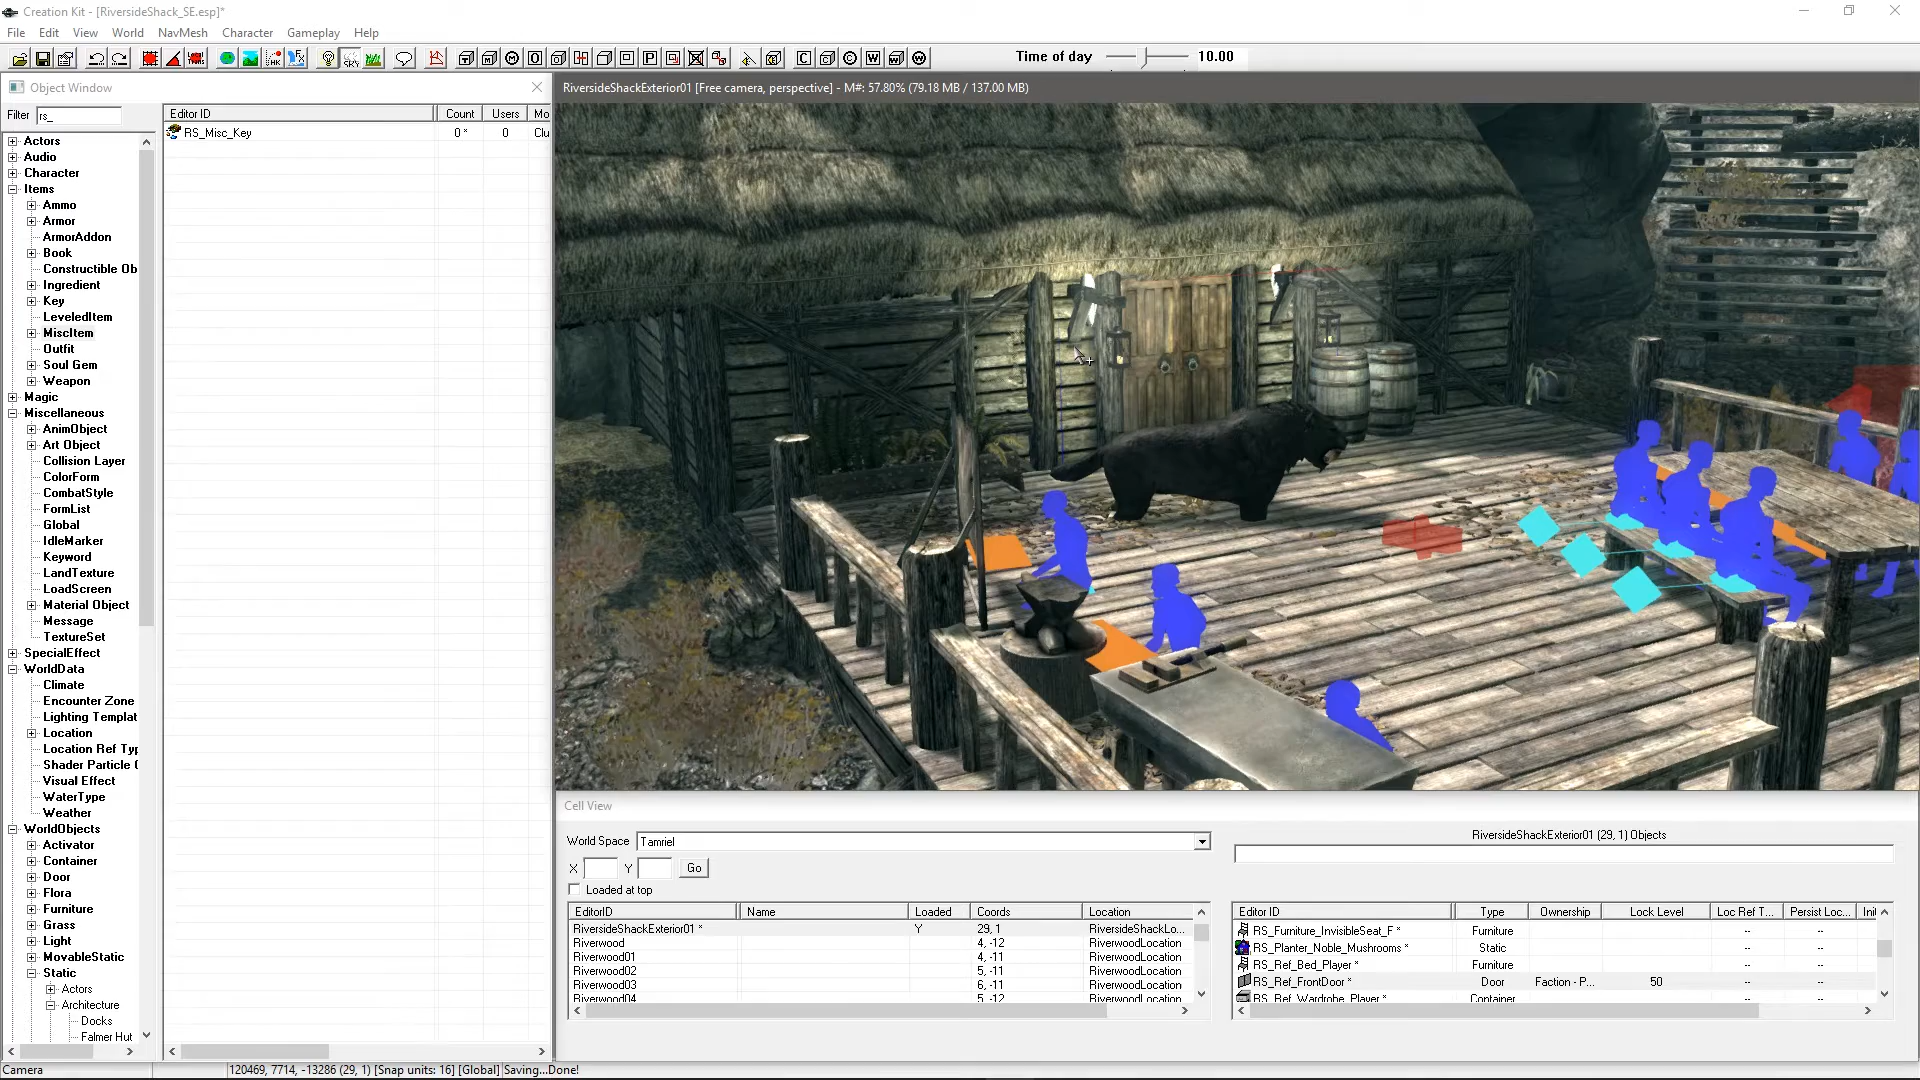 Creation Kit - [RiversideShack_SE.esp]*
File Edit View World NavMesh Character Gameplay Help
Time of day 10.00
Object Window
Filter rs_
Actors
Audio
Character
Items
Ammo
Armor
ArmorAddon
Book
Constructible Ob
Ingredient
Key
LeveledItem
MiscItem
Outfit
Soul Gem
Weapon
Magic
Miscellaneous
AnimObject
Art Object
Collision Layer
ColorForm
CombatStyle
FormList
Global
IdleMarker
Keyword
LandTexture
LoadScreen
Material Object
Message
TextureSet
SpecialEffect
WorldData
Climate
Encounter Zone
Lighting Templat
Location
Location Ref Typ
Shader Particle G
Visual Effect
WaterType
Weather
WorldObjects
Activator
Container
Door
Flora
Furniture
Grass
Light
MovableStatic
Static
Actors
Architecture
Docks
Falmer Hut
Editor ID Count Users Mo
RS_Misc_Key 0 * 0 Clu
RiversideShackExterior01 [Free camera, perspective] - M#: 57.80% (79.18 MB / 137.00 MB)
Cell View
World Space Tamriel
X Y Go
Loaded at top
EditorID Name Loaded Coords Location
RiversideShackExterior01 * Y 29, 1 RiversideShackLo...
Riverwood 4, -12 RiverwoodLocation
Riverwood01 4, -11 RiverwoodLocation
Riverwood02 5, -11 RiverwoodLocation
Riverwood03 6, -11 RiverwoodLocation
Riverwood04 5, -12 RiverwoodLocation
RiversideShackExterior01 (29, 1) Objects
Editor ID Type Ownership Lock Level Loc Ref T... Persist Loc... Init
RS_Furniture_InvisibleSeat_F * Furniture -- --
RS_Planter_Noble_Mushrooms * Static -- --
RS_Ref_Bed_Player * Furniture -- --
RS_Ref_FrontDoor * Door Faction - P... 50 -- --
RS_Ref_Wardrobe_Player * Container -- --
Camera 120469, 7714, -13286 (29, 1) [Snap units: 16] [Global] Saving...Done!